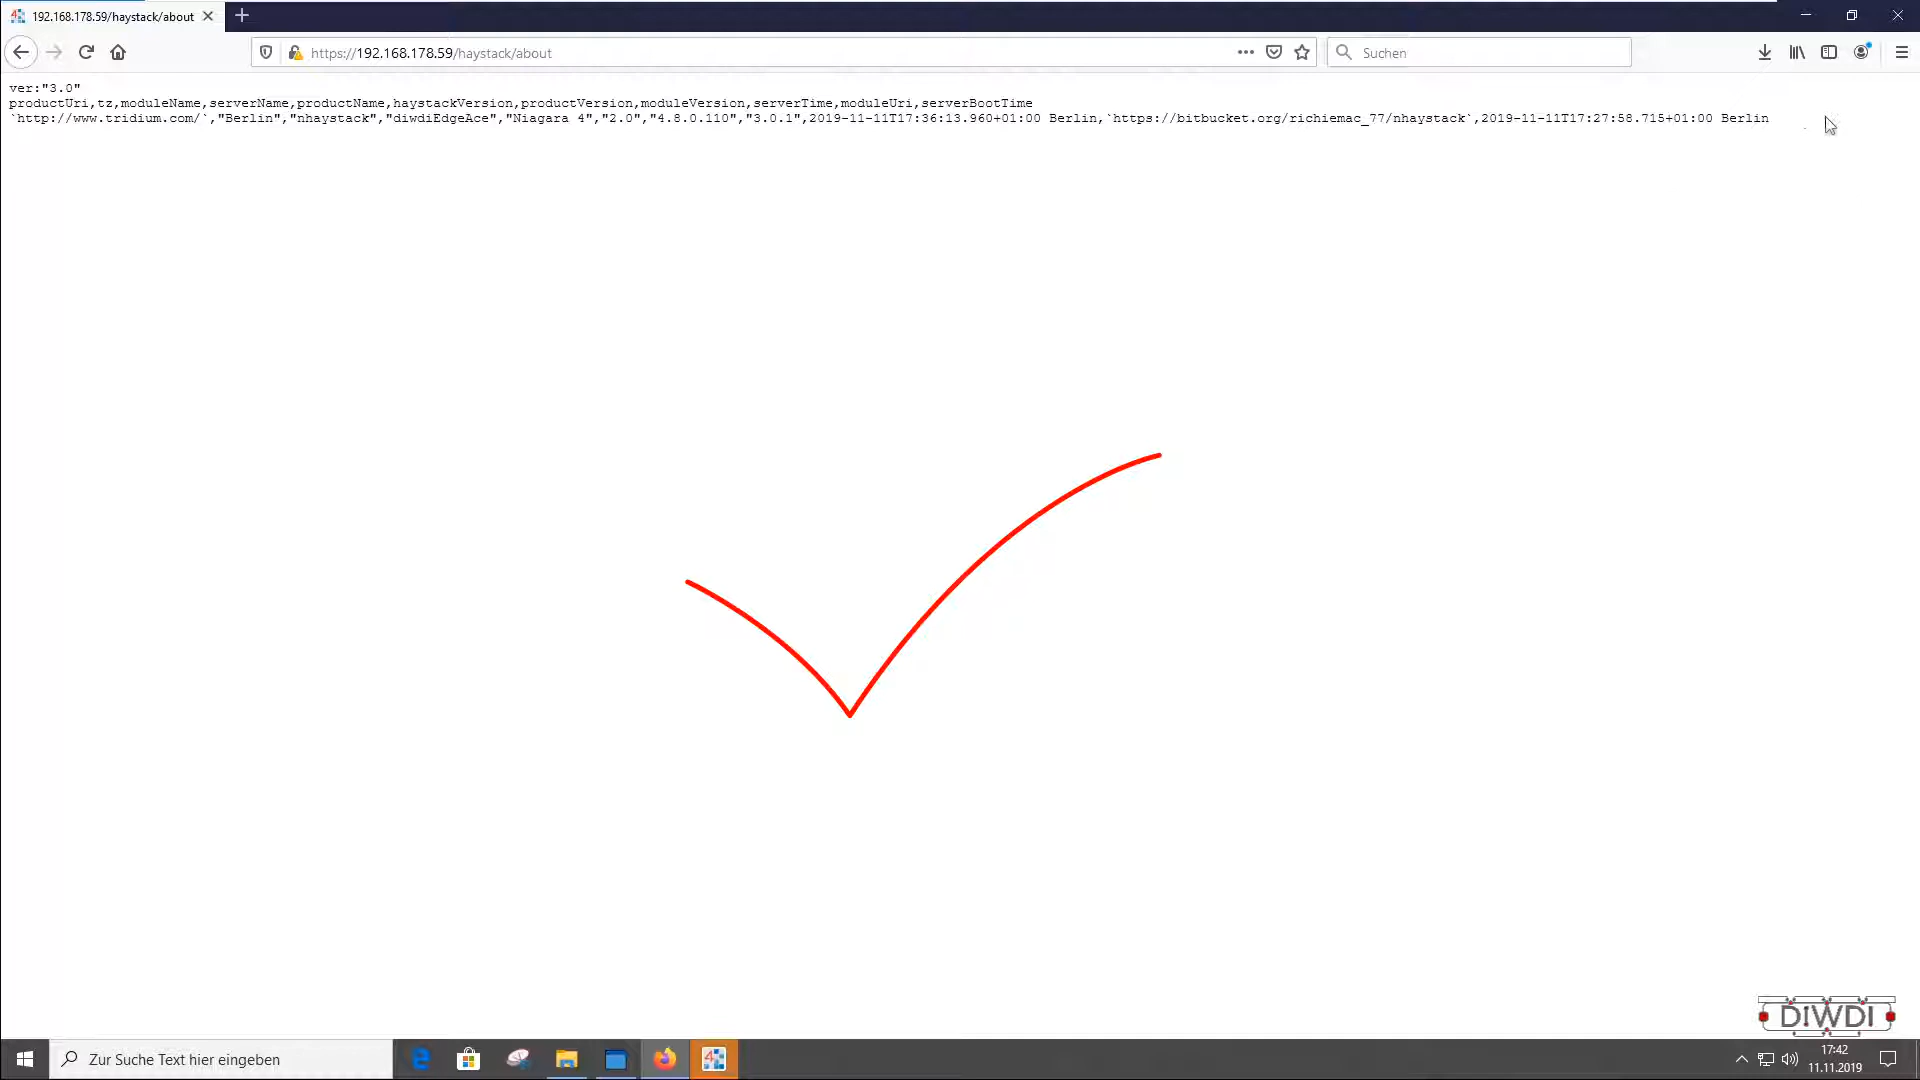 192.168.178.59/haystack/about
https://192.168.178.59/haystack/about
Suchen
ver:"3.0"
productUri,tz,moduleName,serverName,productName,haystackVersion,productVersion,moduleVersion,serverTime,moduleUri,serverBootTime
`http://www.tridium.com/`,"Berlin","nhaystack","diwdiEdgeAce","Niagara 4","2.0","4.8.0.110","3.0.1",2019-11-11T17:36:13.960+01:00 Berlin,`https://bitbucket.org/richiemac_77/nhaystack`,2019-11-11T17:27:58.715+01:00 Berlin
DiWDi
Zur Suche Text hier eingeben
17:42
11.11.2019